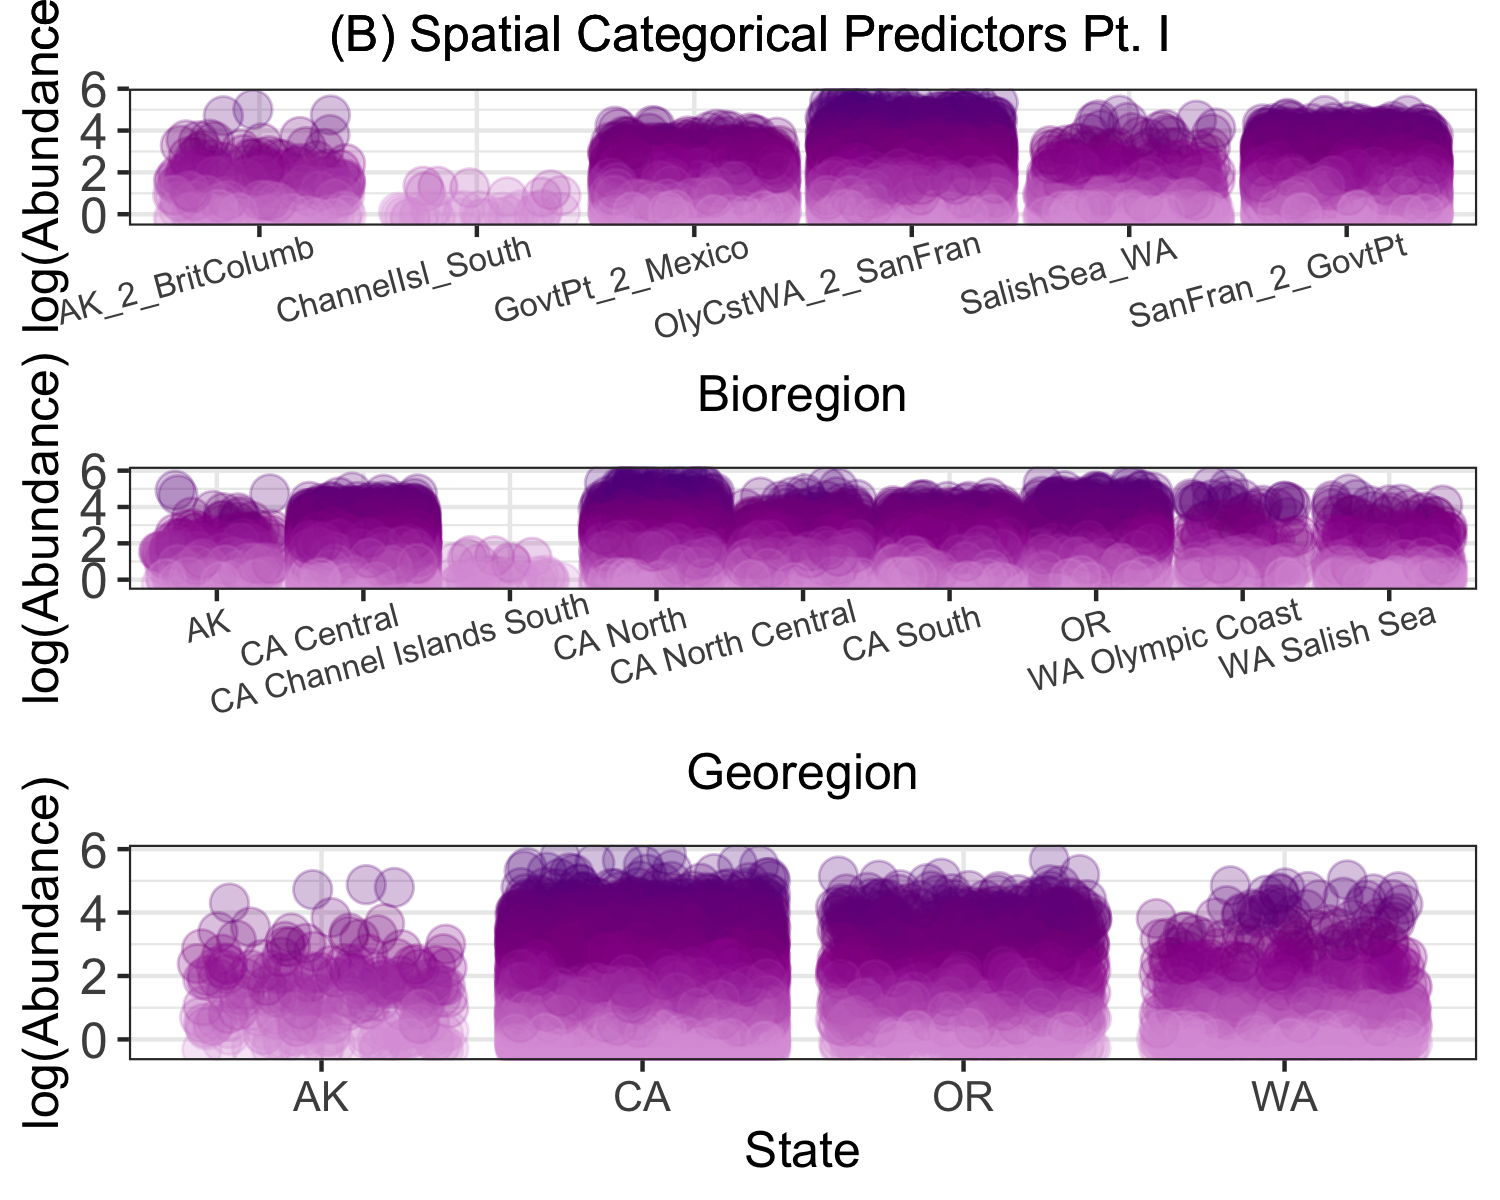 (B) Spatial Categorical Predictors Pt. I
log(Abundance
6
4
2
0
AK_2_BritColumb
ChannelIsl_South
GovtPt_2_Mexico
OlyCstWA_2_SanFran
SalishSea_WA
SanFran_2_GovtPt
Bioregion
log(Abundance)
6
4
2
0
AK
CA Central
CA Channel Islands South
CA North
CA North Central
CA South
OR
WA Olympic Coast
WA Salish Sea
Georegion
log(Abundance)
6
4
2
0
AK
CA
OR
WA
State